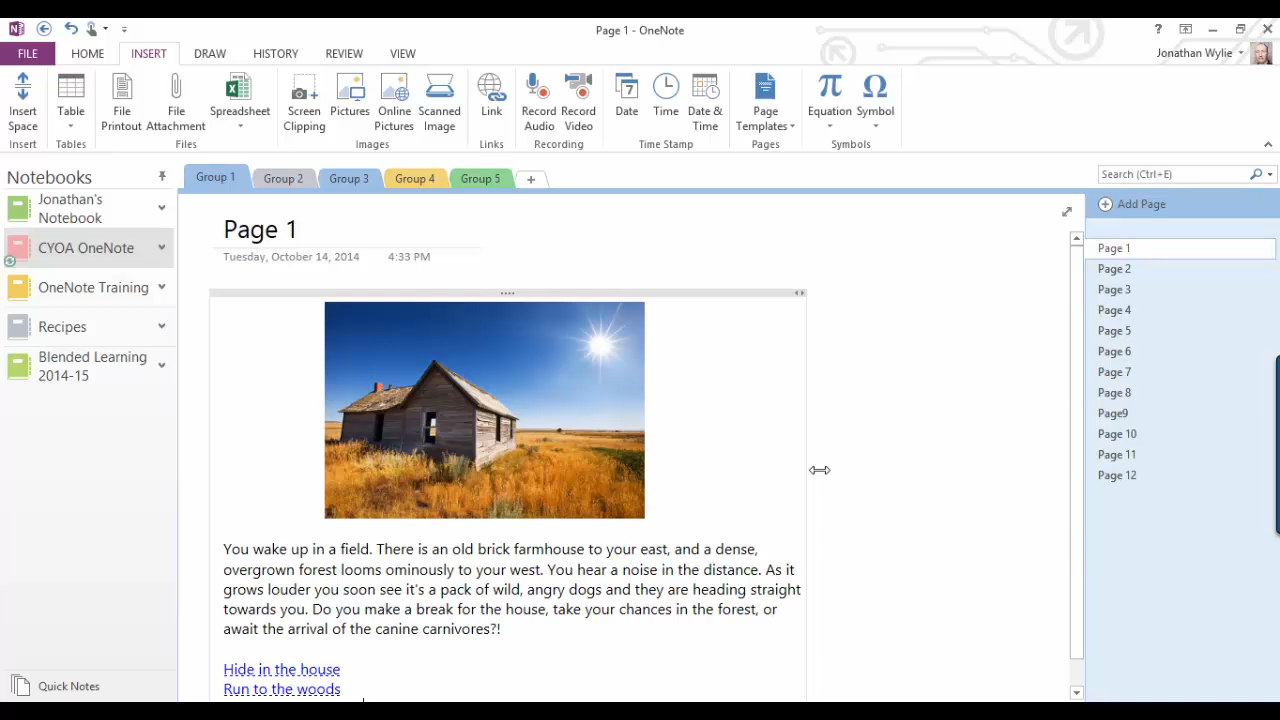 Page 1 - OneNote
?
FILE
HOME
INSERT
DRAW
HISTORY
REVIEW
VIEW
Jonathan Wylie
Insert Space
Table
File Printout
File Attachment
Spreadsheet
Screen Clipping
Pictures
Online Pictures
Scanned Image
Link
Record Audio
Record Video
Date
Time
Date & Time
Page Templates
π Equation
Ω Symbol
Insert
Tables
Files
Images
Links
Recording
Time Stamp
Pages
Symbols
Notebooks
Jonathan's
Notebook
CYOA OneNote
OneNote Training
Recipes
Blended Learning
2014-15
Quick Notes
Group 1
Group 2
Group 3
Group 4
Group 5
Search (Ctrl+E)
Page 1
Tuesday, October 14, 2014 4:33 PM
You wake up in a field. There is an old brick farmhouse to your east, and a dense,
overgrown forest looms ominously to your west. You hear a noise in the distance. As it
grows louder you soon see it's a pack of wild, angry dogs and they are heading straight
towards you. Do you make a break for the house, take your chances in the forest, or
await the arrival of the canine carnivores?!
Hide in the house
Run to the woods
Add Page
Page 1
Page 2
Page 3
Page 4
Page 5
Page 6
Page 7
Page 8
Page9
Page 10
Page 11
Page 12